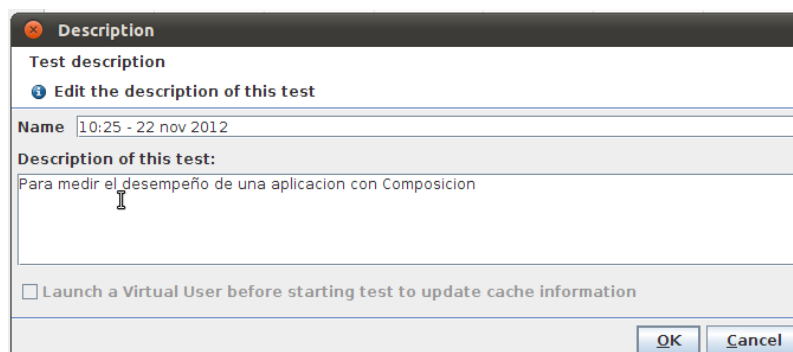 Description
Test description
Edit the description of this test
Name 10:25 - 22 nov 2012
Description of this test:
Para medir el desempeño de una aplicacion con Composicion
Launch a Virtual User before starting test to update cache information
OK Cancel